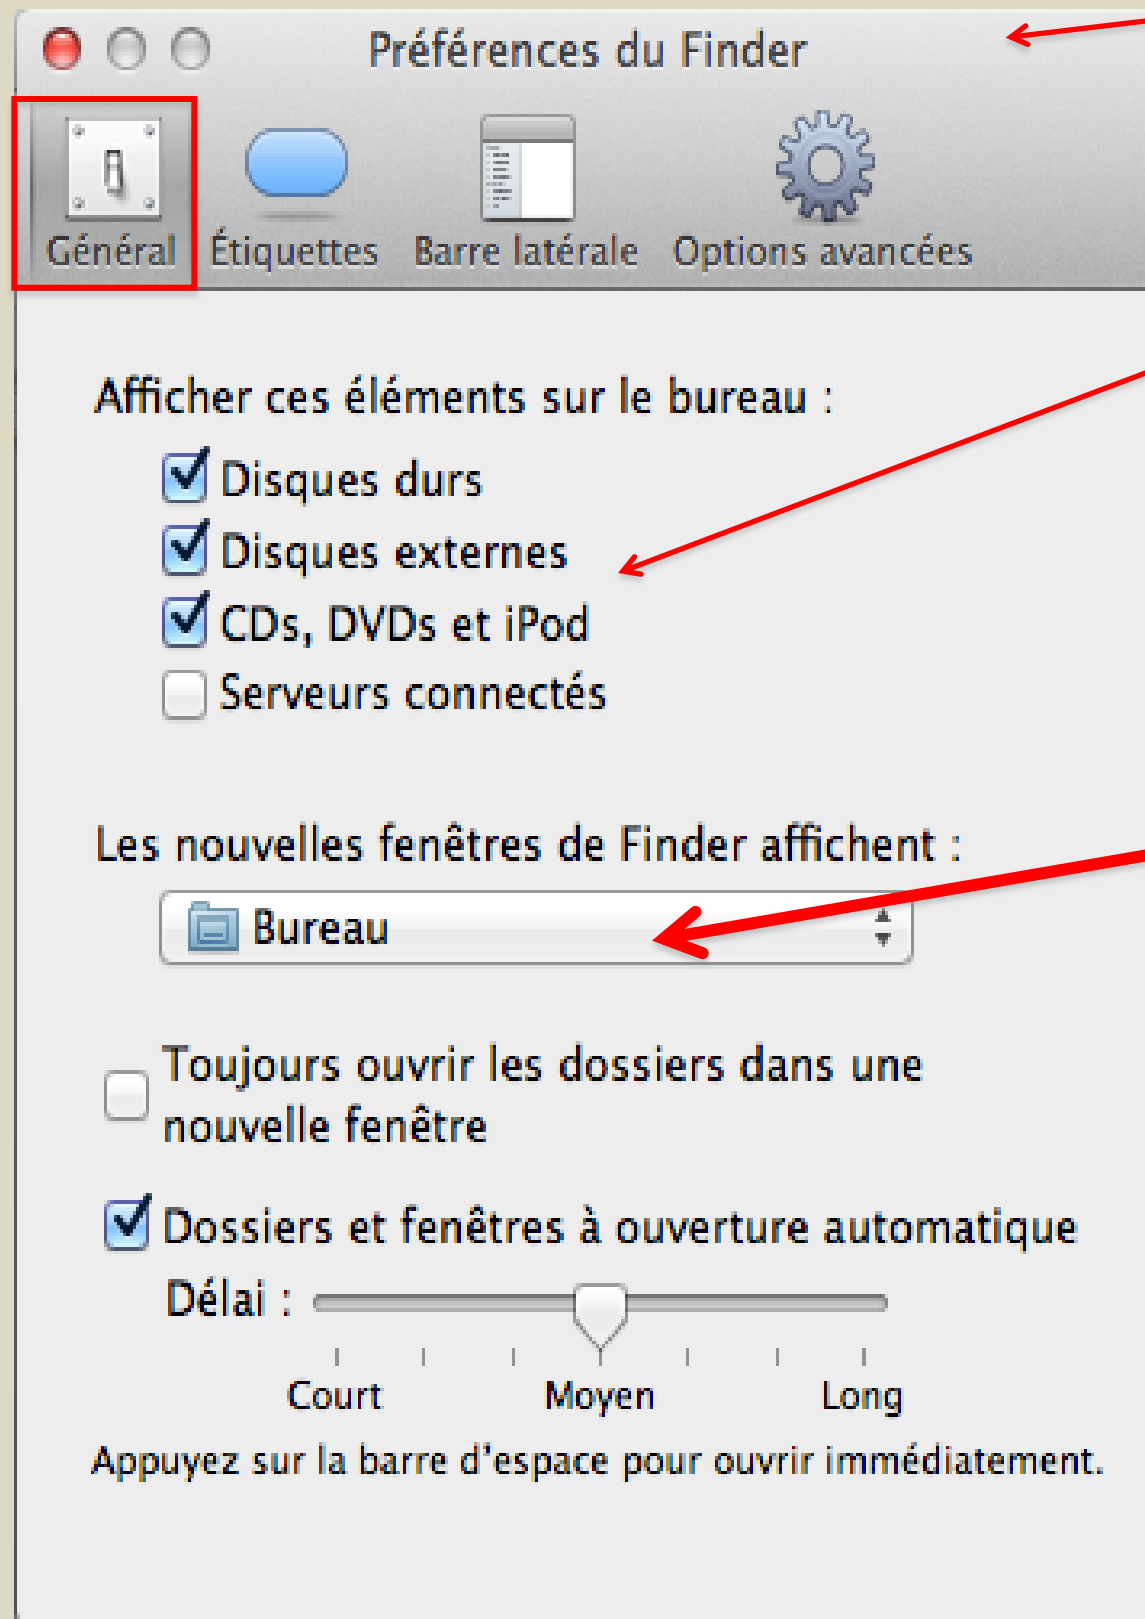 Préférences du Finder
Général Étiquettes Barre latérale Options avancées
Afficher ces éléments sur le bureau :
Disques durs
Disques externes
CDs, DVDs et iPod
Serveurs connectés
Les nouvelles fenêtres de Finder affichent :
Bureau
Toujours ouvrir les dossiers dans une
nouvelle fenêtre
Dossiers et fenêtres à ouverture automatique
Délai :
Court Moyen Long
Appuyez sur la barre d'espace pour ouvrir immédiatement.